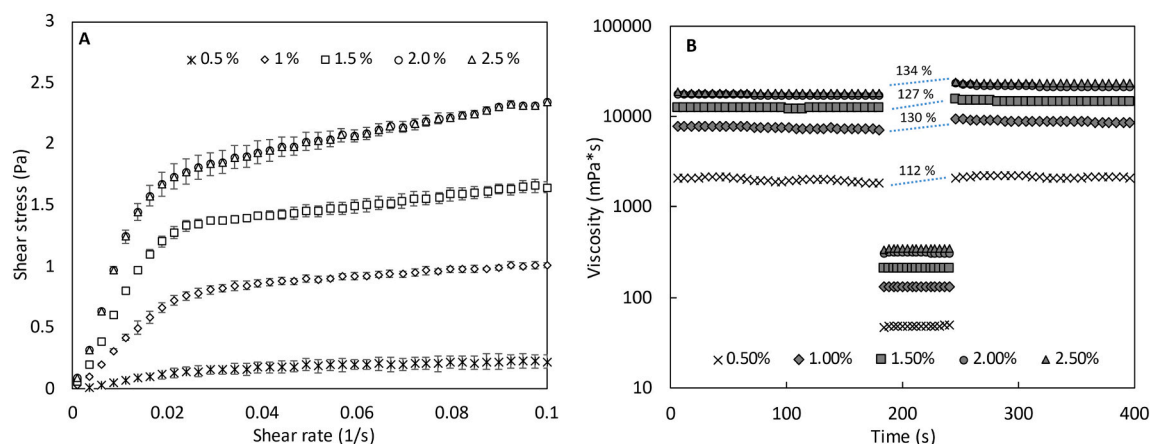 A
0.5 % 1 % 1.5 % 2.0 % 2.5 %
3
2.5
2
1.5
1
0.5
0
Shear stress (Pa)
0 0.02 0.04 0.06 0.08 0.1
Shear rate (1/s)
B
100000
10000
1000
100
10
Viscosity (mPa*s)
134 %
127 %
130 %
112 %
0.50% 1.00% 1.50% 2.00% 2.50%
0 100 200 300 400
Time (s)